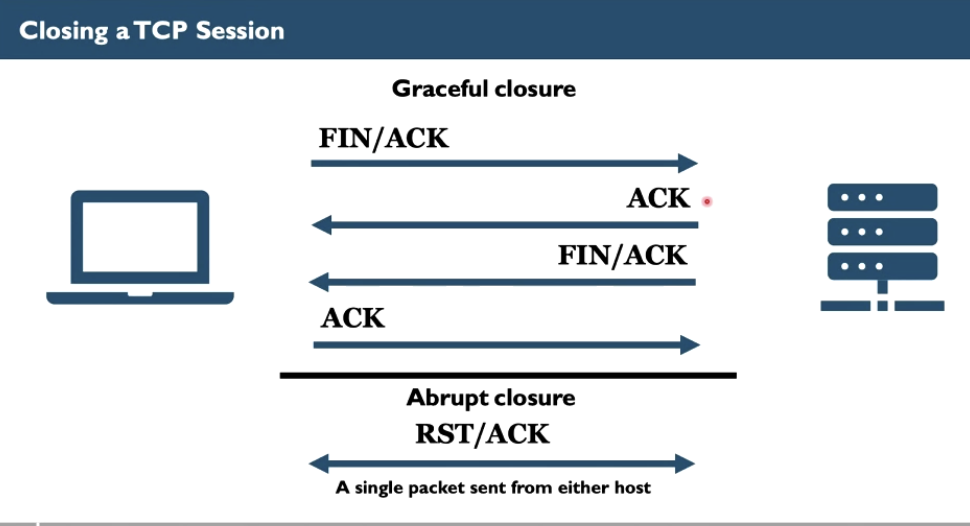 Closing a TCP Session
Graceful closure
FIN/ACK
ACK
FIN/ACK
ACK
Abrupt closure
RST/ACK
A single packet sent from either host